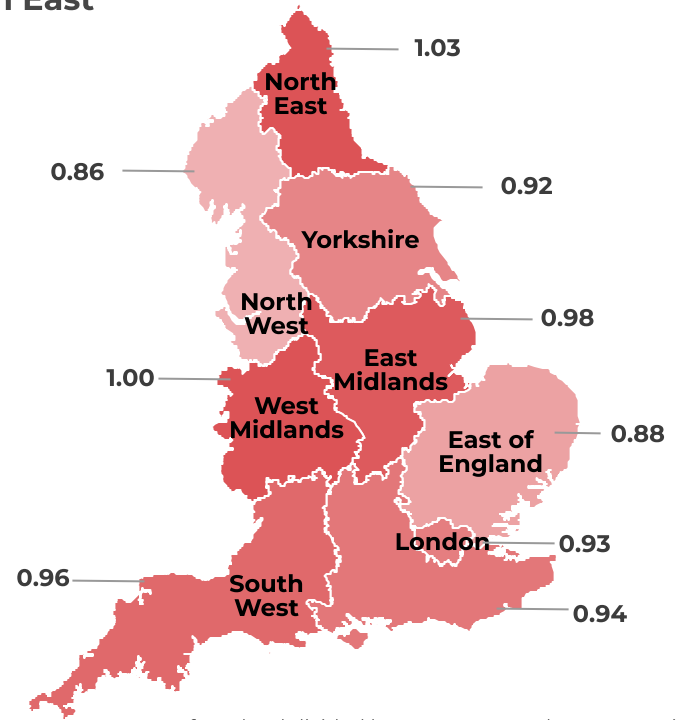 East
1.03
North
East
0.86
0.92
Yorkshire
North
West
0.98
1.00
East
Midlands
West
Midlands
0.88
East of
England
London
0.93
0.96
South
West
0.94